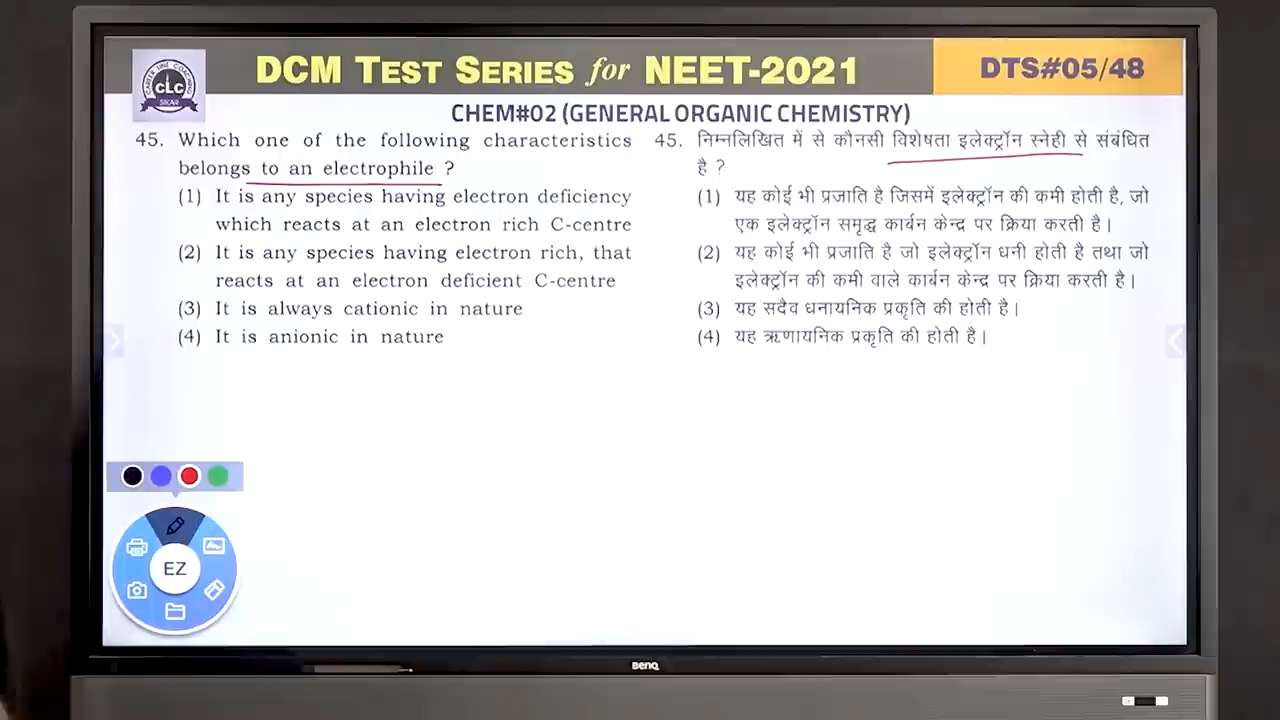 CAREER LINE COACHING
CLC
SIKAR
DCM TEST SERIES for NEET-2021
DTS#05/48
CHEM#02 (GENERAL ORGANIC CHEMISTRY)
45. Which one of the following characteristics
belongs to an electrophile ?
(1) It is any species having electron deficiency
which reacts at an electron rich C-centre
(2) It is any species having electron rich, that
reacts at an electron deficient C-centre
(3) It is always cationic in nature
(4) It is anionic in nature
45. निम्नलिखित में से कौनसी विशेषता इलेक्ट्रॉन स्नेही से संबंधित
है ?
(1) यह कोई भी प्रजाति है जिसमें इलेक्ट्रॉन की कमी होती है, जो
एक इलेक्ट्रॉन समृद्ध कार्बन केन्द्र पर क्रिया करती है।
(2) यह कोई भी प्रजाति है जो इलेक्ट्रॉन धनी होती है तथा जो
इलेक्ट्रॉन की कमी वाले कार्बन केन्द्र पर क्रिया करती है।
(3) यह सदैव धनायनिक प्रकृति की होती है।
(4) यह ऋणायनिक प्रकृति की होती है।
EZ
BenQ